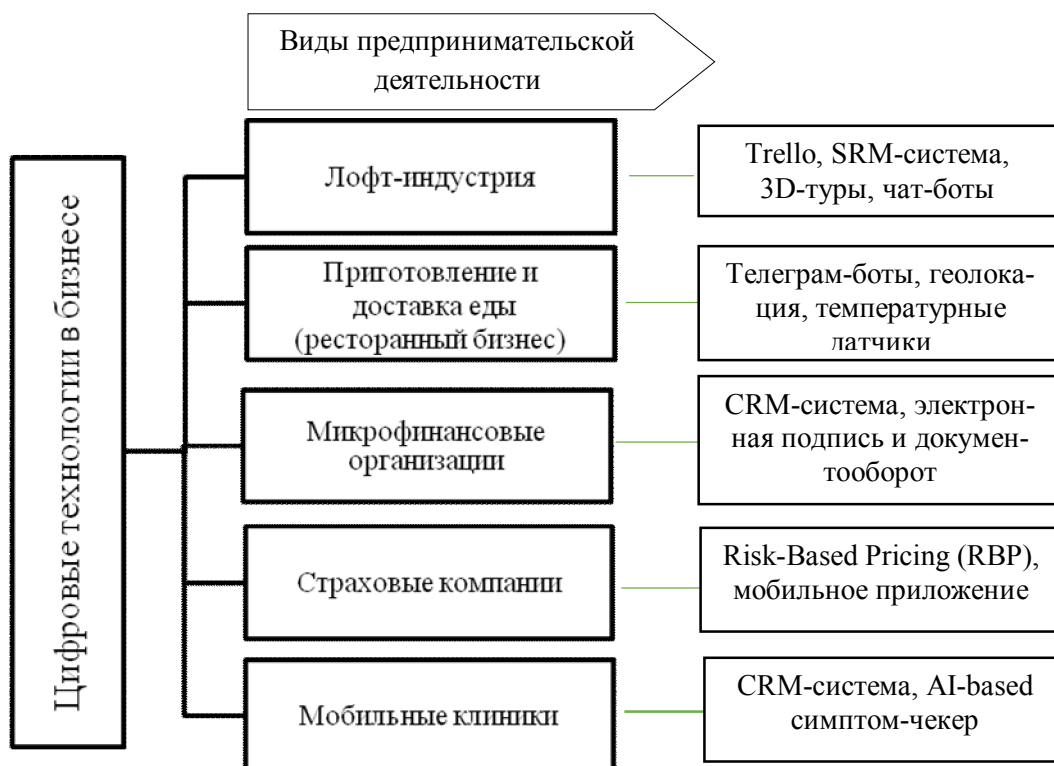 Виды предпринимательской
деятельности
Цифровые технологии в бизнесе
Лофт-индустрия
Trello, SRM-система,
3D-туры, чат-боты
Приготовление и
доставка еды
(ресторанный бизнес)
Телеграм-боты, геолока-
ция, температурные
датчики
Микрофинансовые
организации
CRM-система, электрон-
ная подпись и докумен-
тооборот
Страховые компании
Risk-Based Pricing (RBP),
мобильное приложение
Мобильные клиники
CRM-система, AI-based
симптом-чекер